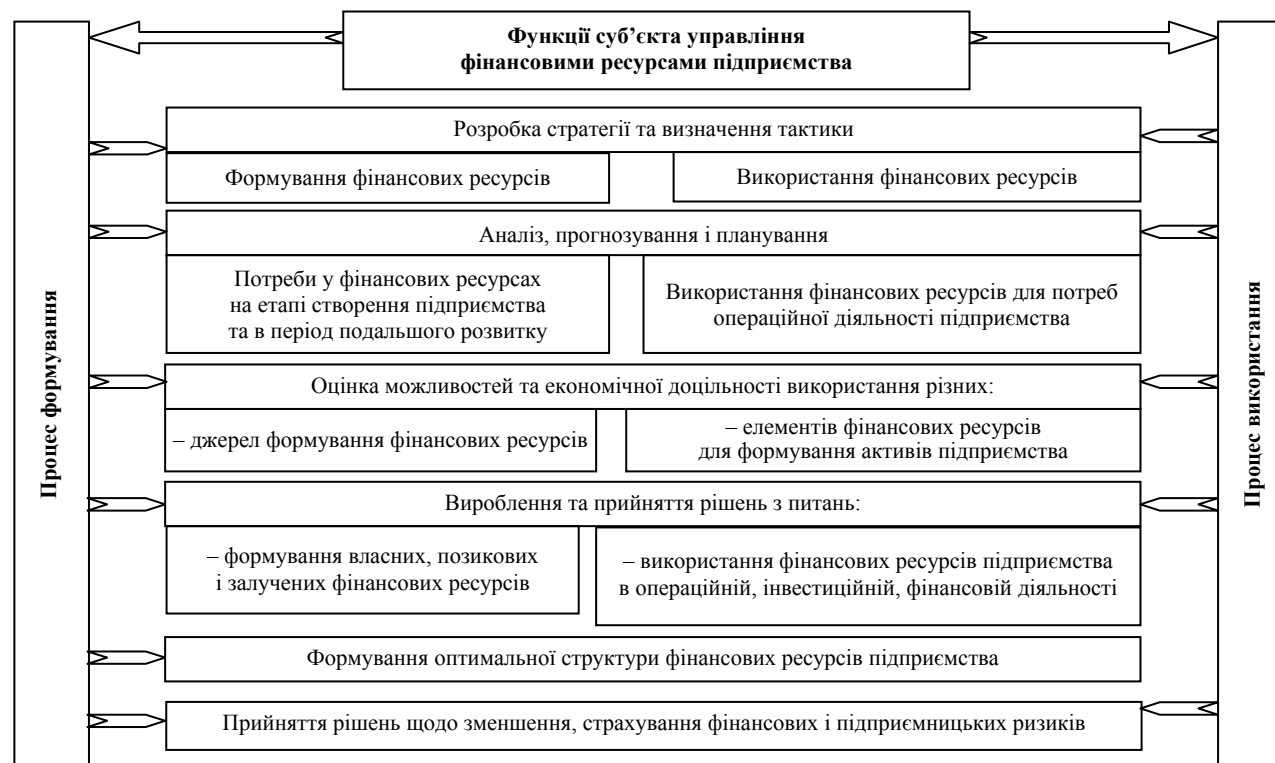 Функції суб’єкта управління
фінансовими ресурсами підприємства
Процес формування
Процес використання
Розробка стратегії та визначення тактики
Формування фінансових ресурсів
Використання фінансових ресурсів
Аналіз, прогнозування і планування
Потреби у фінансових ресурсах
на етапі створення підприємства
та в період подальшого розвитку
Використання фінансових ресурсів для потреб
операційної діяльності підприємства
Оцінка можливостей та економічної доцільності використання різних:
– джерел формування фінансових ресурсів
– елементів фінансових ресурсів
для формування активів підприємства
Вироблення та прийняття рішень з питань:
– формування власних, позикових
і залучених фінансових ресурсів
– використання фінансових ресурсів підприємства
в операційній, інвестиційній, фінансовій діяльності
Формування оптимальної структури фінансових ресурсів підприємства
Прийняття рішень щодо зменшення, страхування фінансових і підприємницьких ризиків